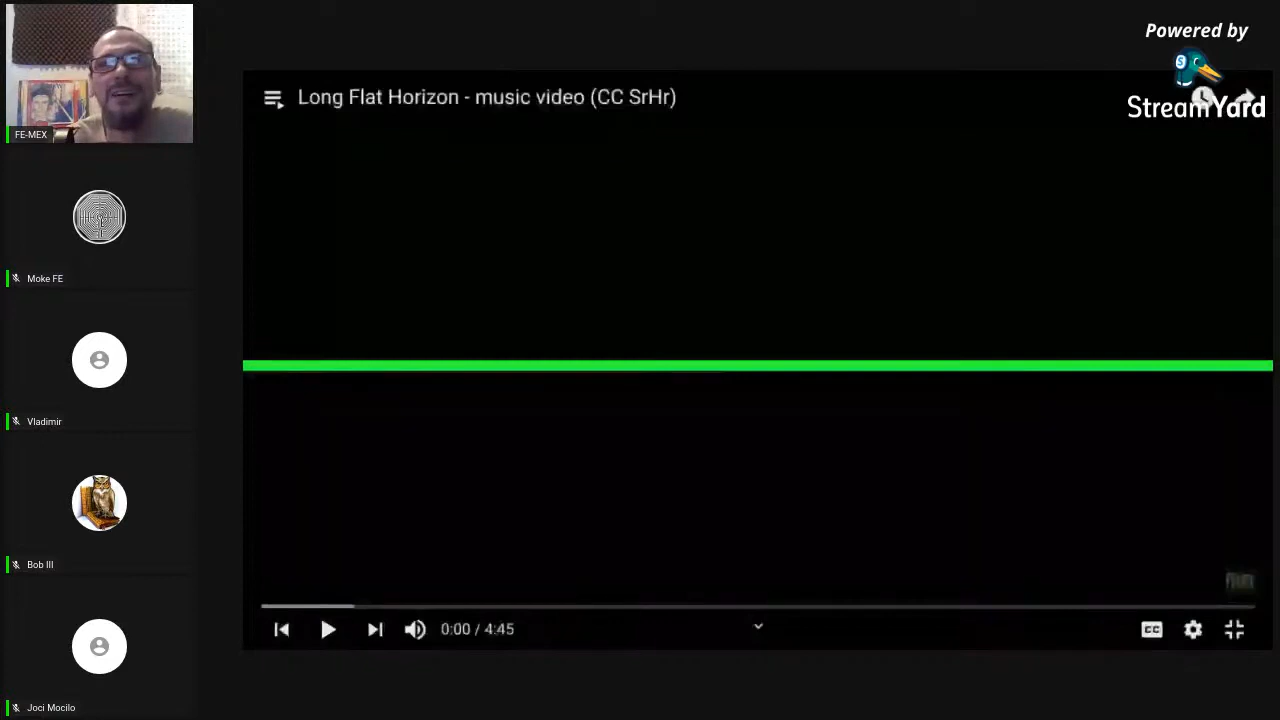 Powered by
StreamYard
Long Flat Horizon - music video (CC SrHr)
FE-MEX
Moke FE
Vladimir
Bob III
Joci Mocilo
0:00 / 4:45
CC